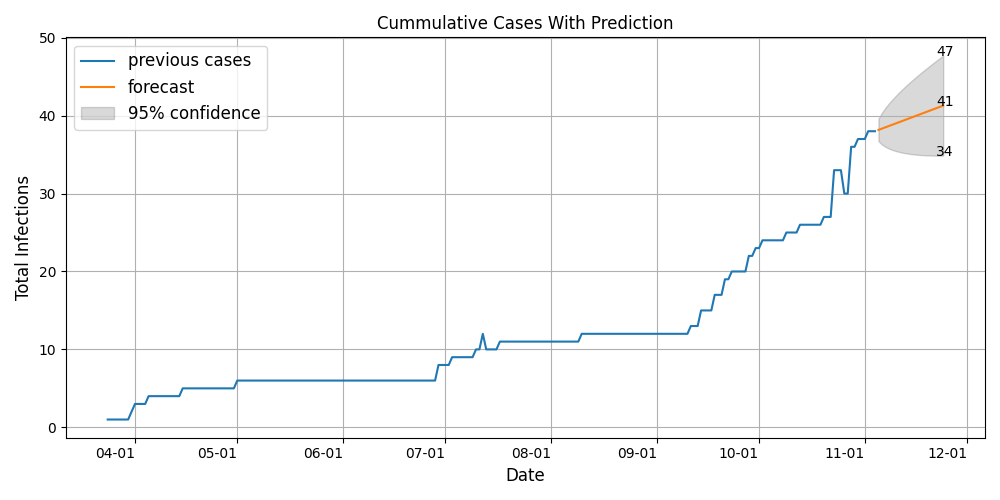 Cummulative Cases With Prediction
previous cases
forecast
95% confidence
50
40
30
20
10
0
47
41
34
Total Infections
04-01 05-01 06-01 07-01 08-01 09-01 10-01 11-01 12-01
Date